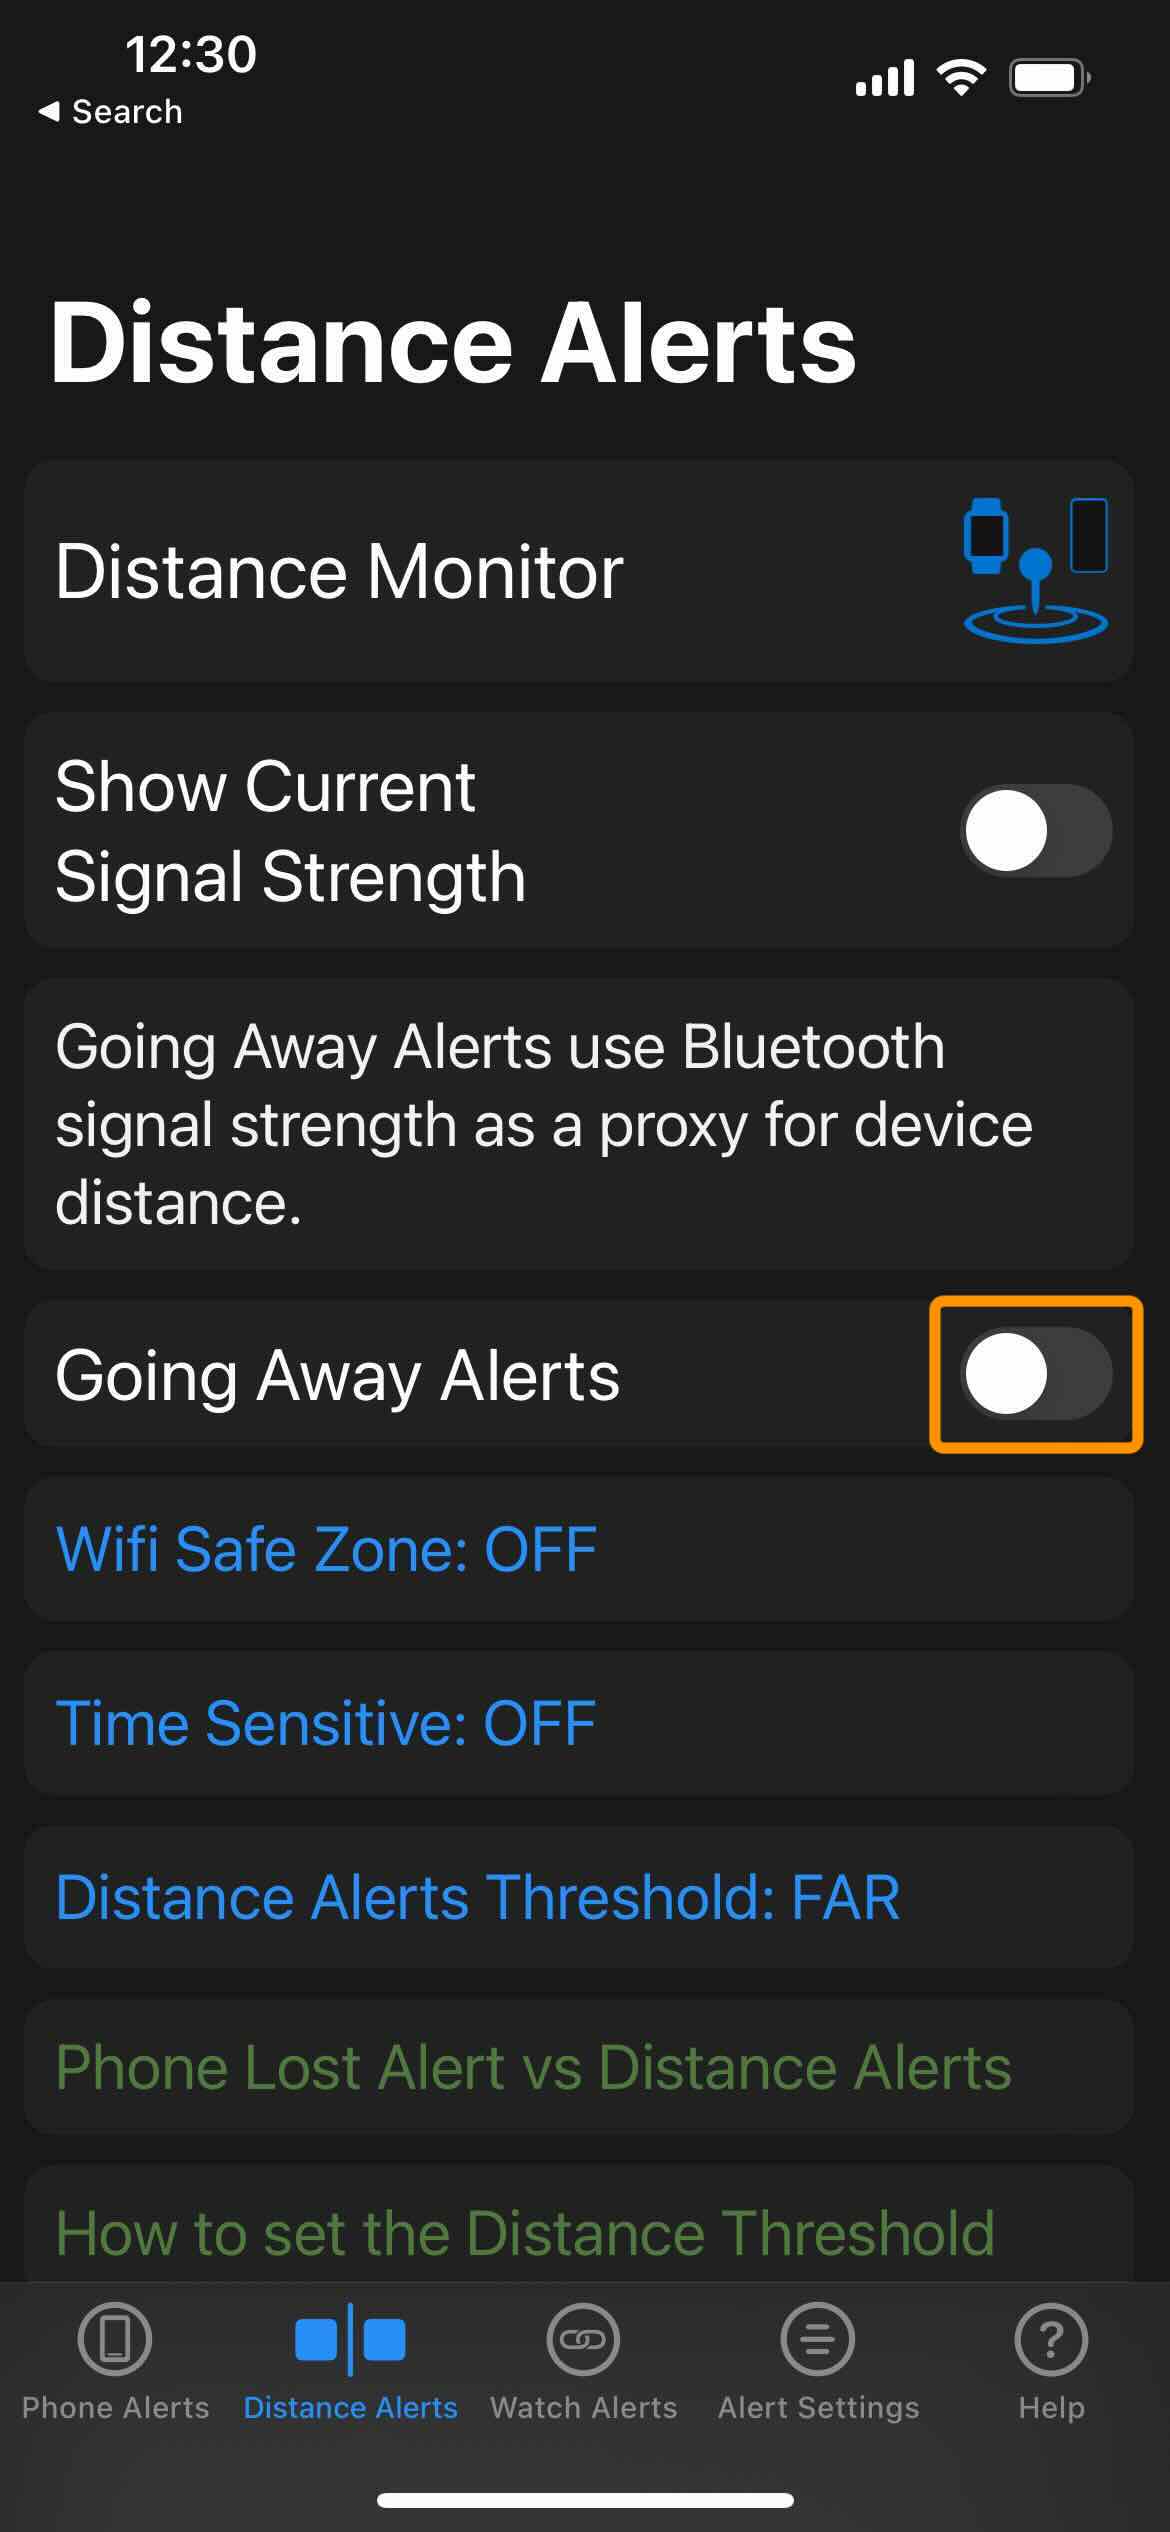 12:30
◀ Search
Distance Alerts
Distance Monitor
Show Current
Signal Strength
Going Away Alerts use Bluetooth
signal strength as a proxy for device
distance.
Going Away Alerts
Wifi Safe Zone: OFF
Time Sensitive: OFF
Distance Alerts Threshold: FAR
Phone Lost Alert vs Distance Alerts
How to set the Distance Threshold
Phone Alerts
Distance Alerts
Watch Alerts
Alert Settings
Help